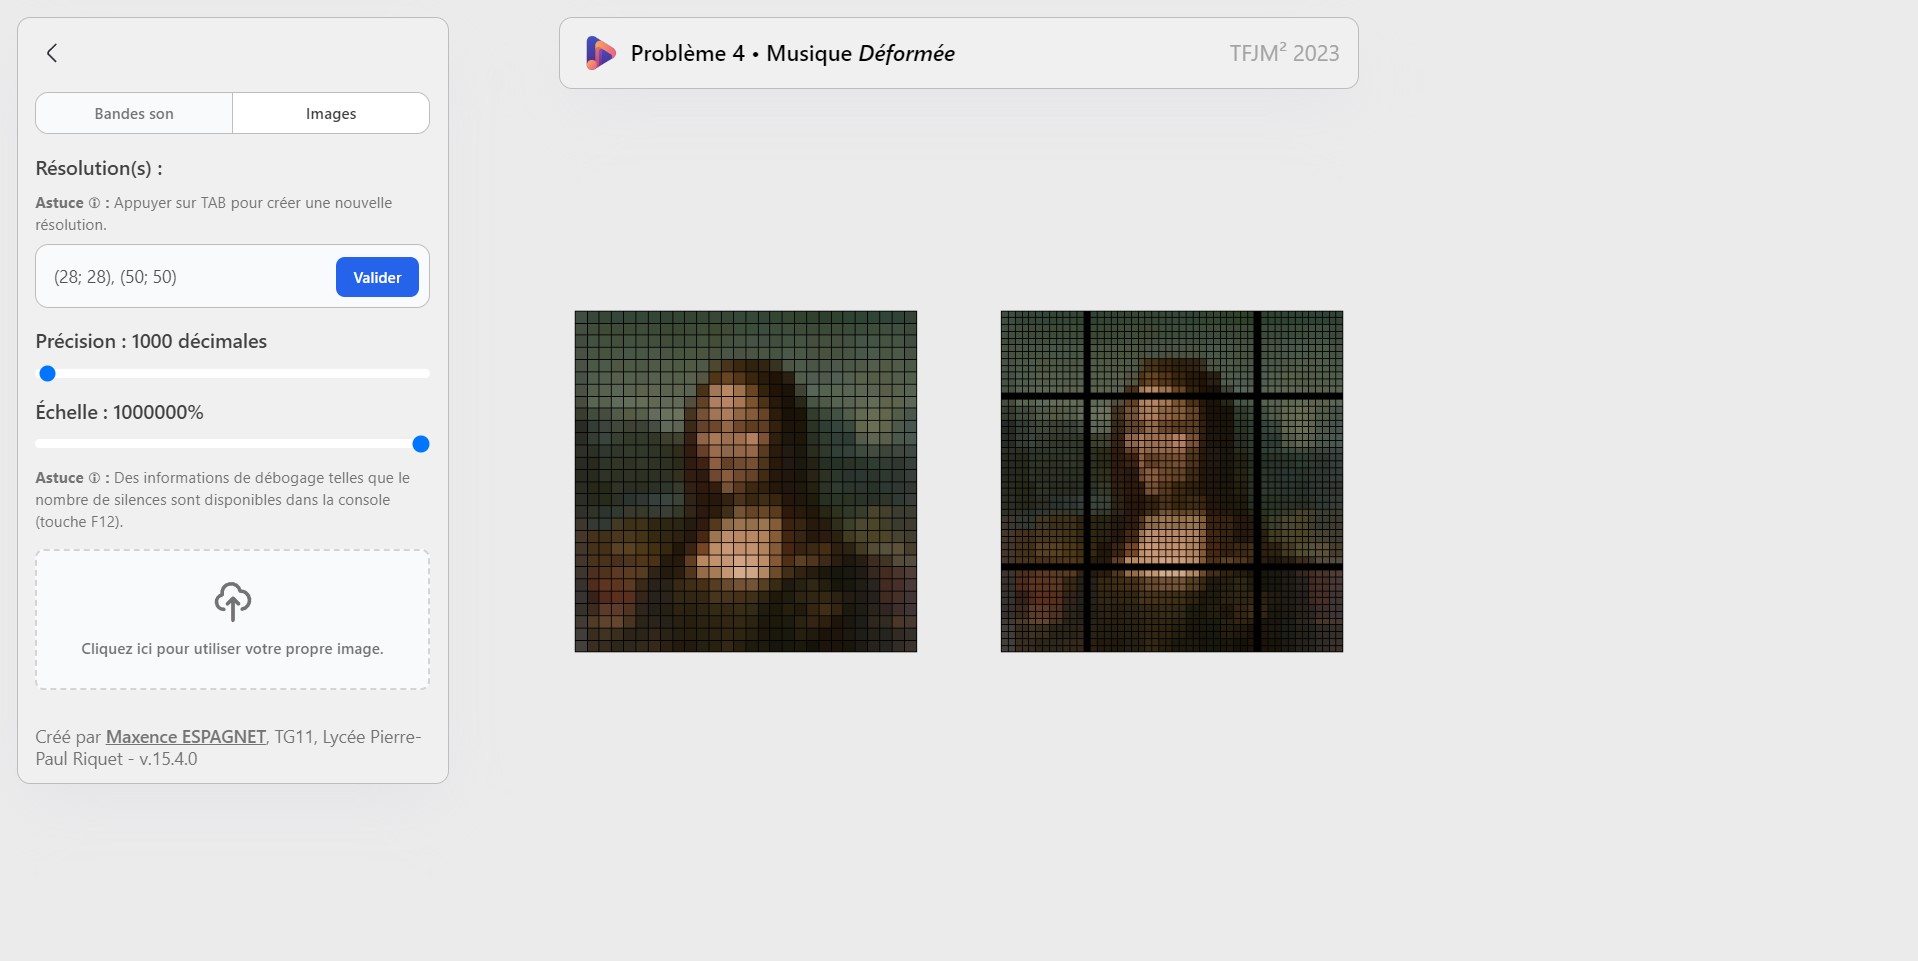 Problème 4 • Musique Déformée
TFJM² 2023
Bandes son
Images
Résolution(s) :
Astuce ⓘ : Appuyer sur TAB pour créer une nouvelle
résolution.
(28; 28), (50; 50)
Valider
Précision : 1000 décimales
Échelle : 1000000%
Astuce ⓘ : Des informations de débogage telles que le
nombre de silences sont disponibles dans la console
(touche F12).
Cliquez ici pour utiliser votre propre image.
Créé par Maxence ESPAGNET, TG11, Lycée Pierre-
Paul Riquet - v.15.4.0